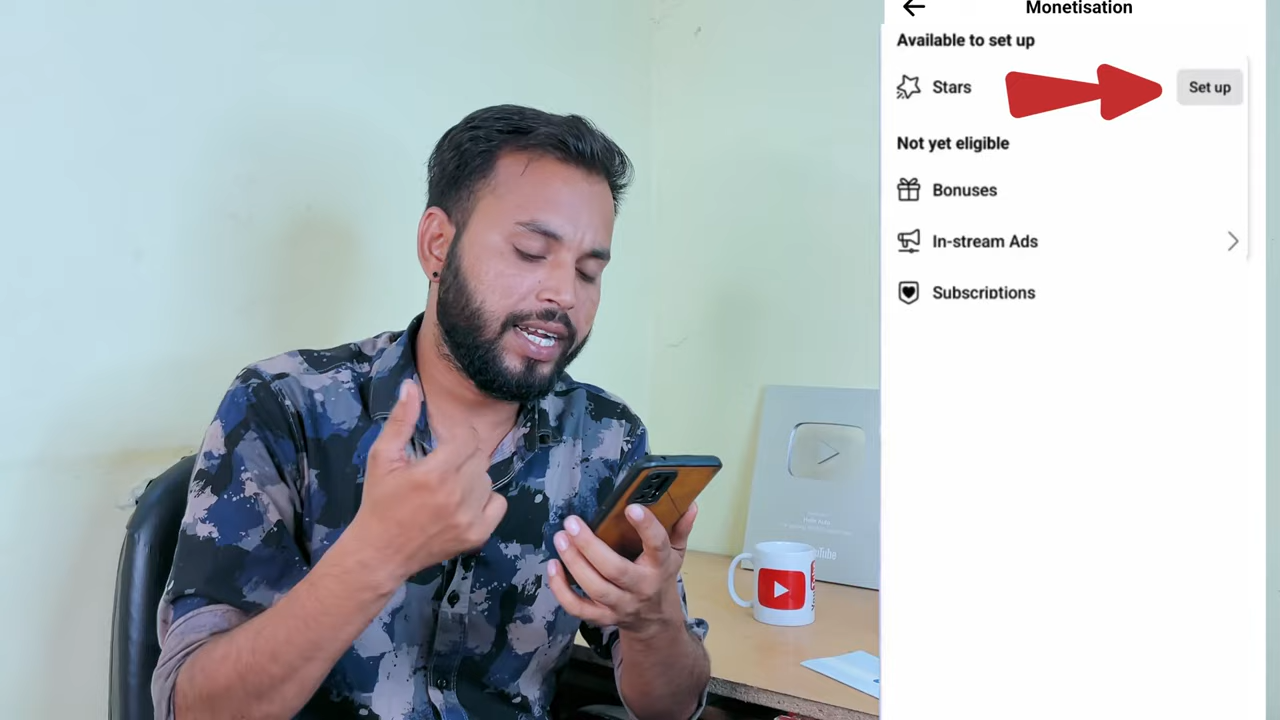 Monetisation
Available to set up
Stars
Set up
Not yet eligible
Bonuses
In-stream Ads
Subscriptions